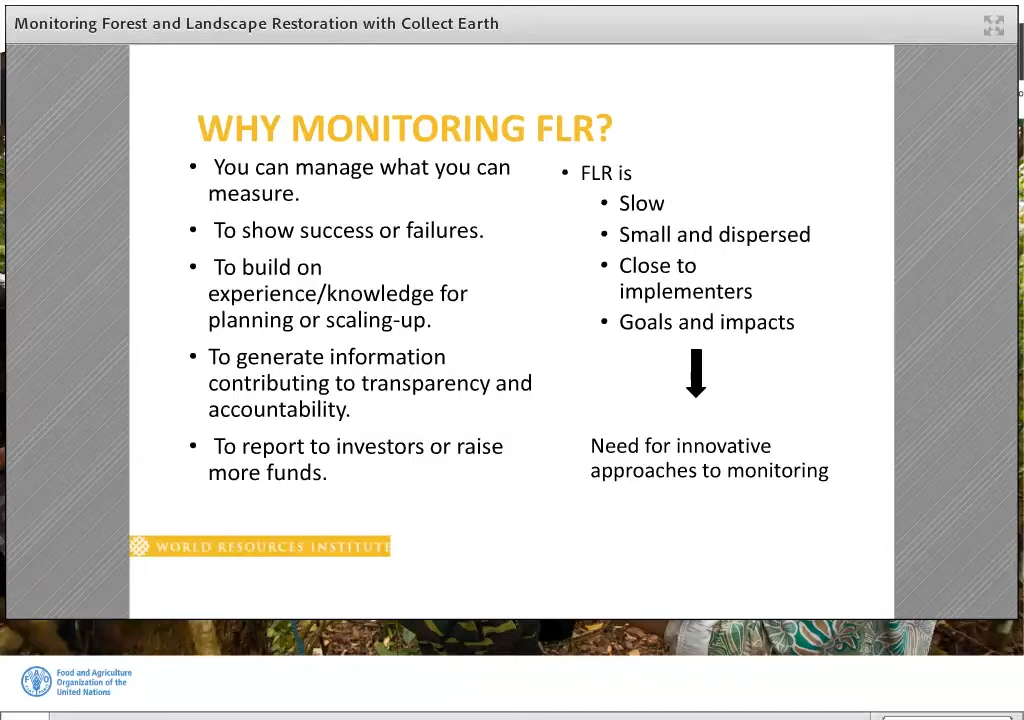 Monitoring Forest and Landscape Restoration with Collect Earth
WHY MONITORING FLR?
• You can manage what you can
measure.
• To show success or failures.
• To build on
experience/knowledge for
planning or scaling-up.
• To generate information
contributing to transparency and
accountability.
• To report to investors or raise
more funds.
• FLR is
• Slow
• Small and dispersed
• Close to
implementers
• Goals and impacts
Need for innovative
approaches to monitoring
WORLD RESOURCES INSTITUTE
Food and Agriculture
Organization of the
United Nations